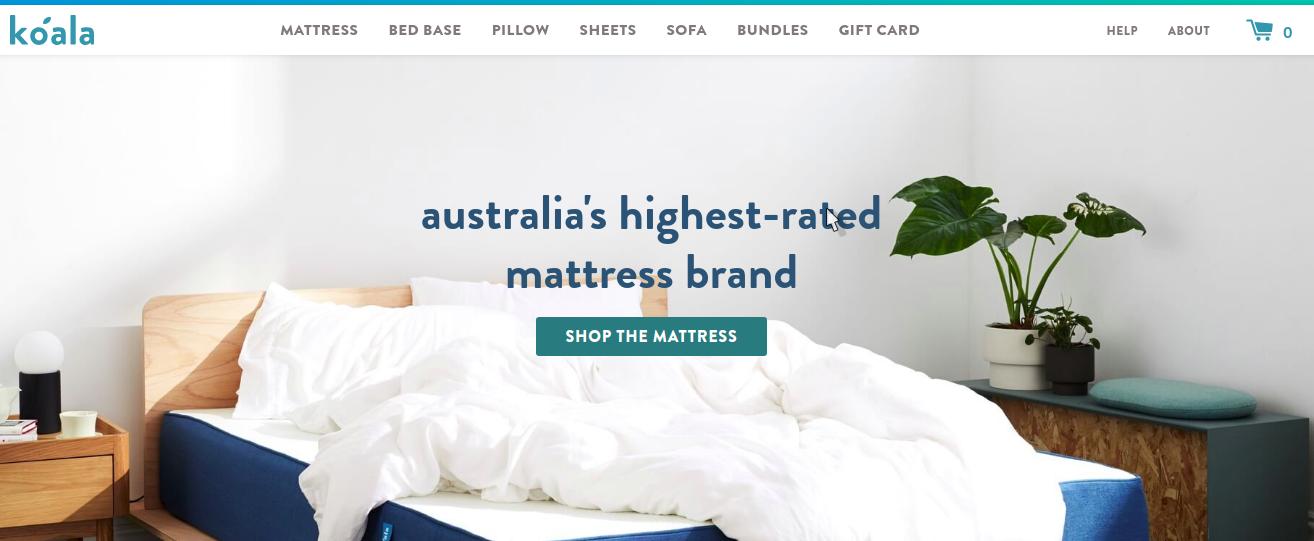 koala
MATTRESS BED BASE PILLOW SHEETS SOFA BUNDLES GIFT CARD
HELP ABOUT 0
australia's highest-rated
mattress brand
SHOP THE MATTRESS